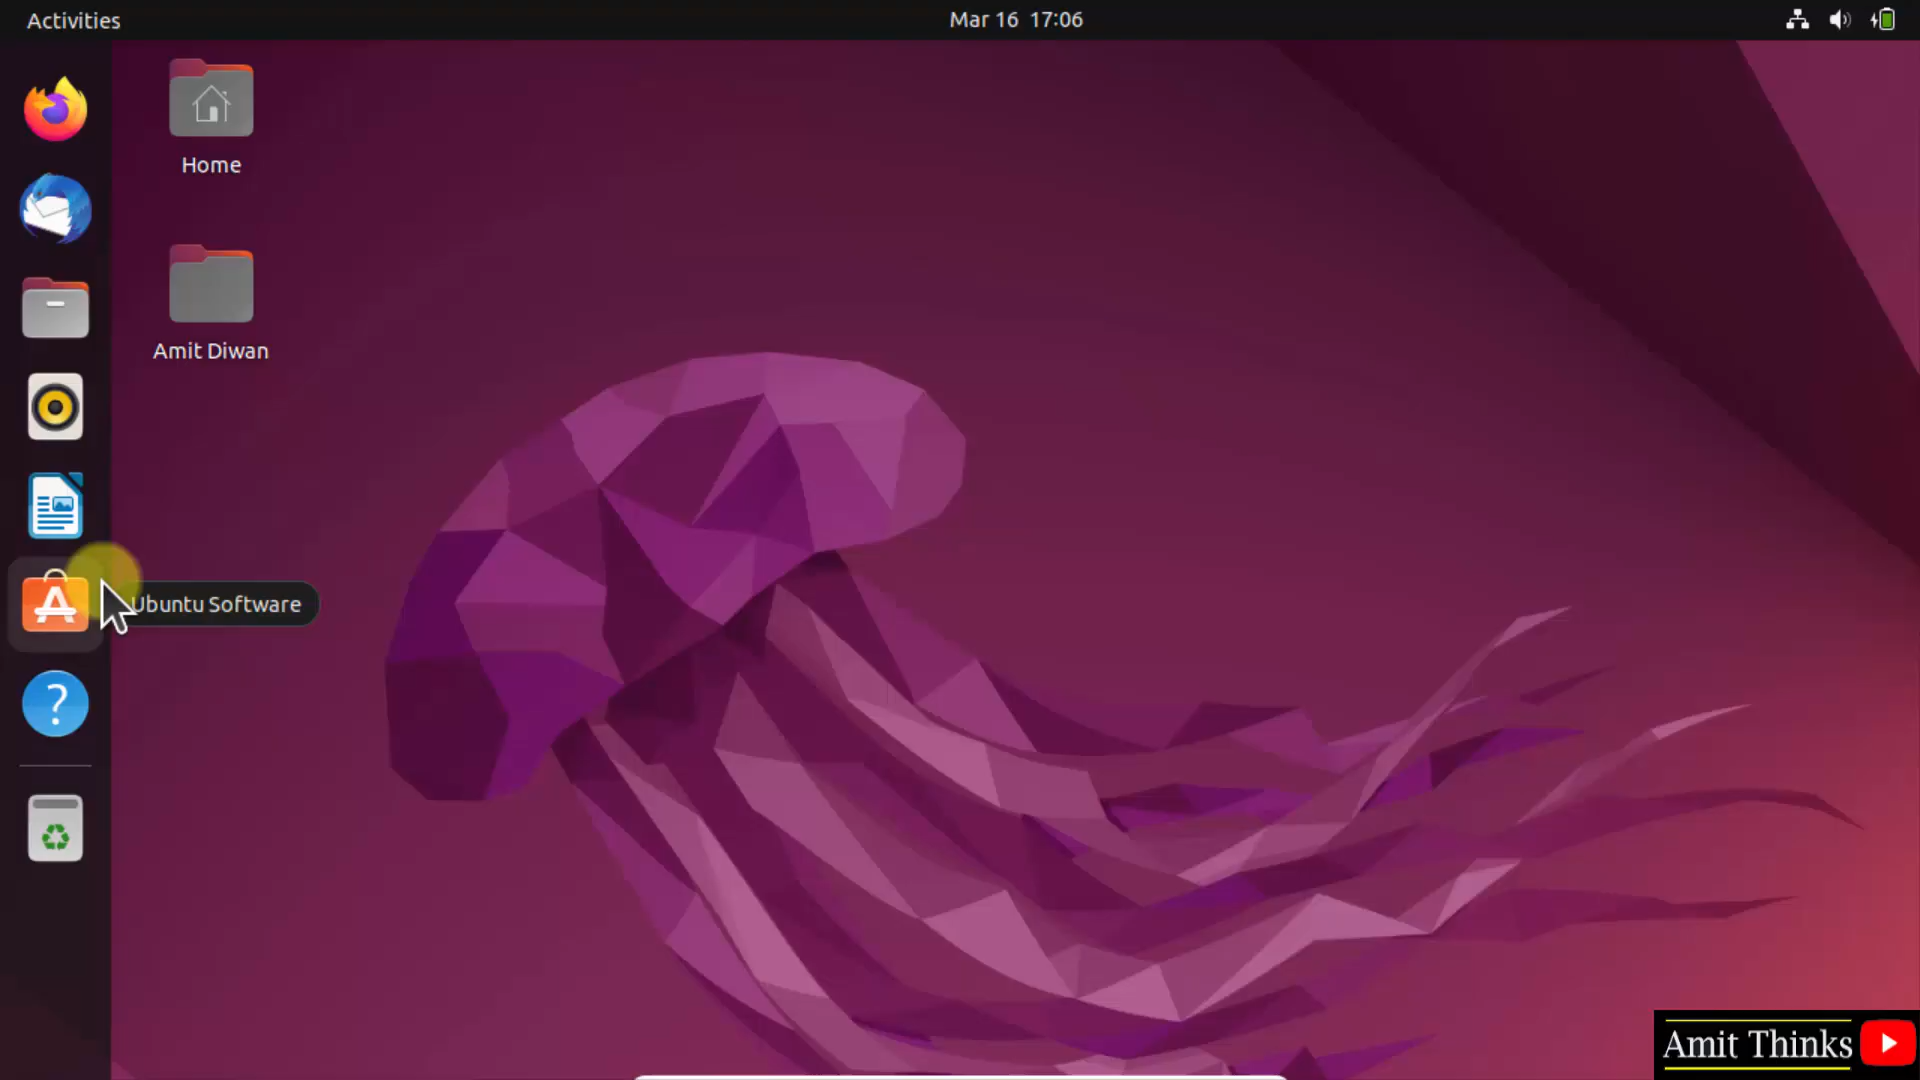 Activities
Mar 16 17:06
Home
Amit Diwan
Ubuntu Software
Amit Thinks